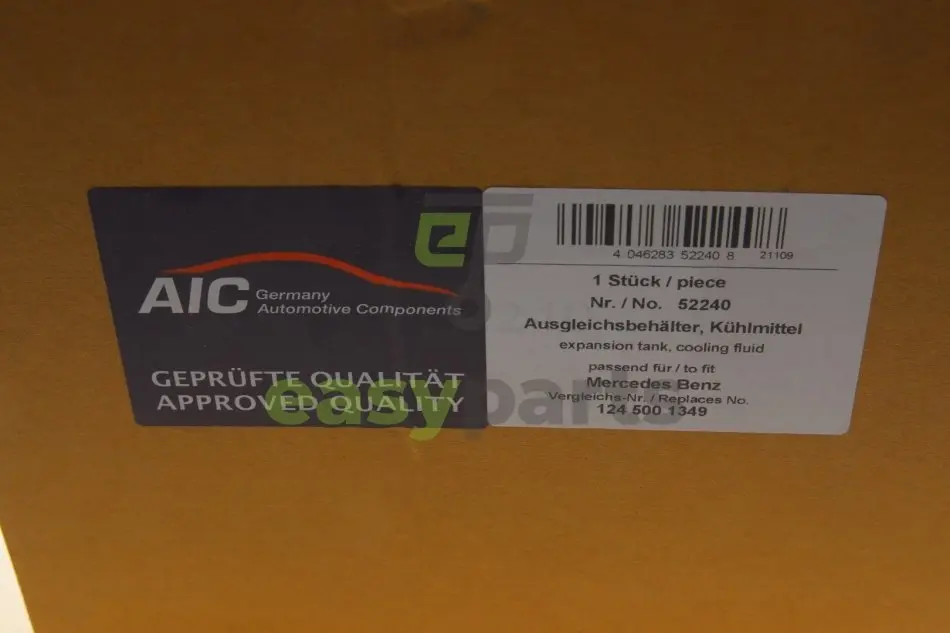 AIC Germany
Automotive Components
GEPRÜFTE QUALITÄT
APPROVED QUALITY
4 046283 52240 8 21109
1 Stück / piece
Nr. / No. 52240
Ausgleichsbehälter, Kühlmittel
expansion tank, cooling fluid
passend für / to fit
Mercedes Benz
Vergleichs-Nr. / Replaces No.
124 500 1349
easyparts